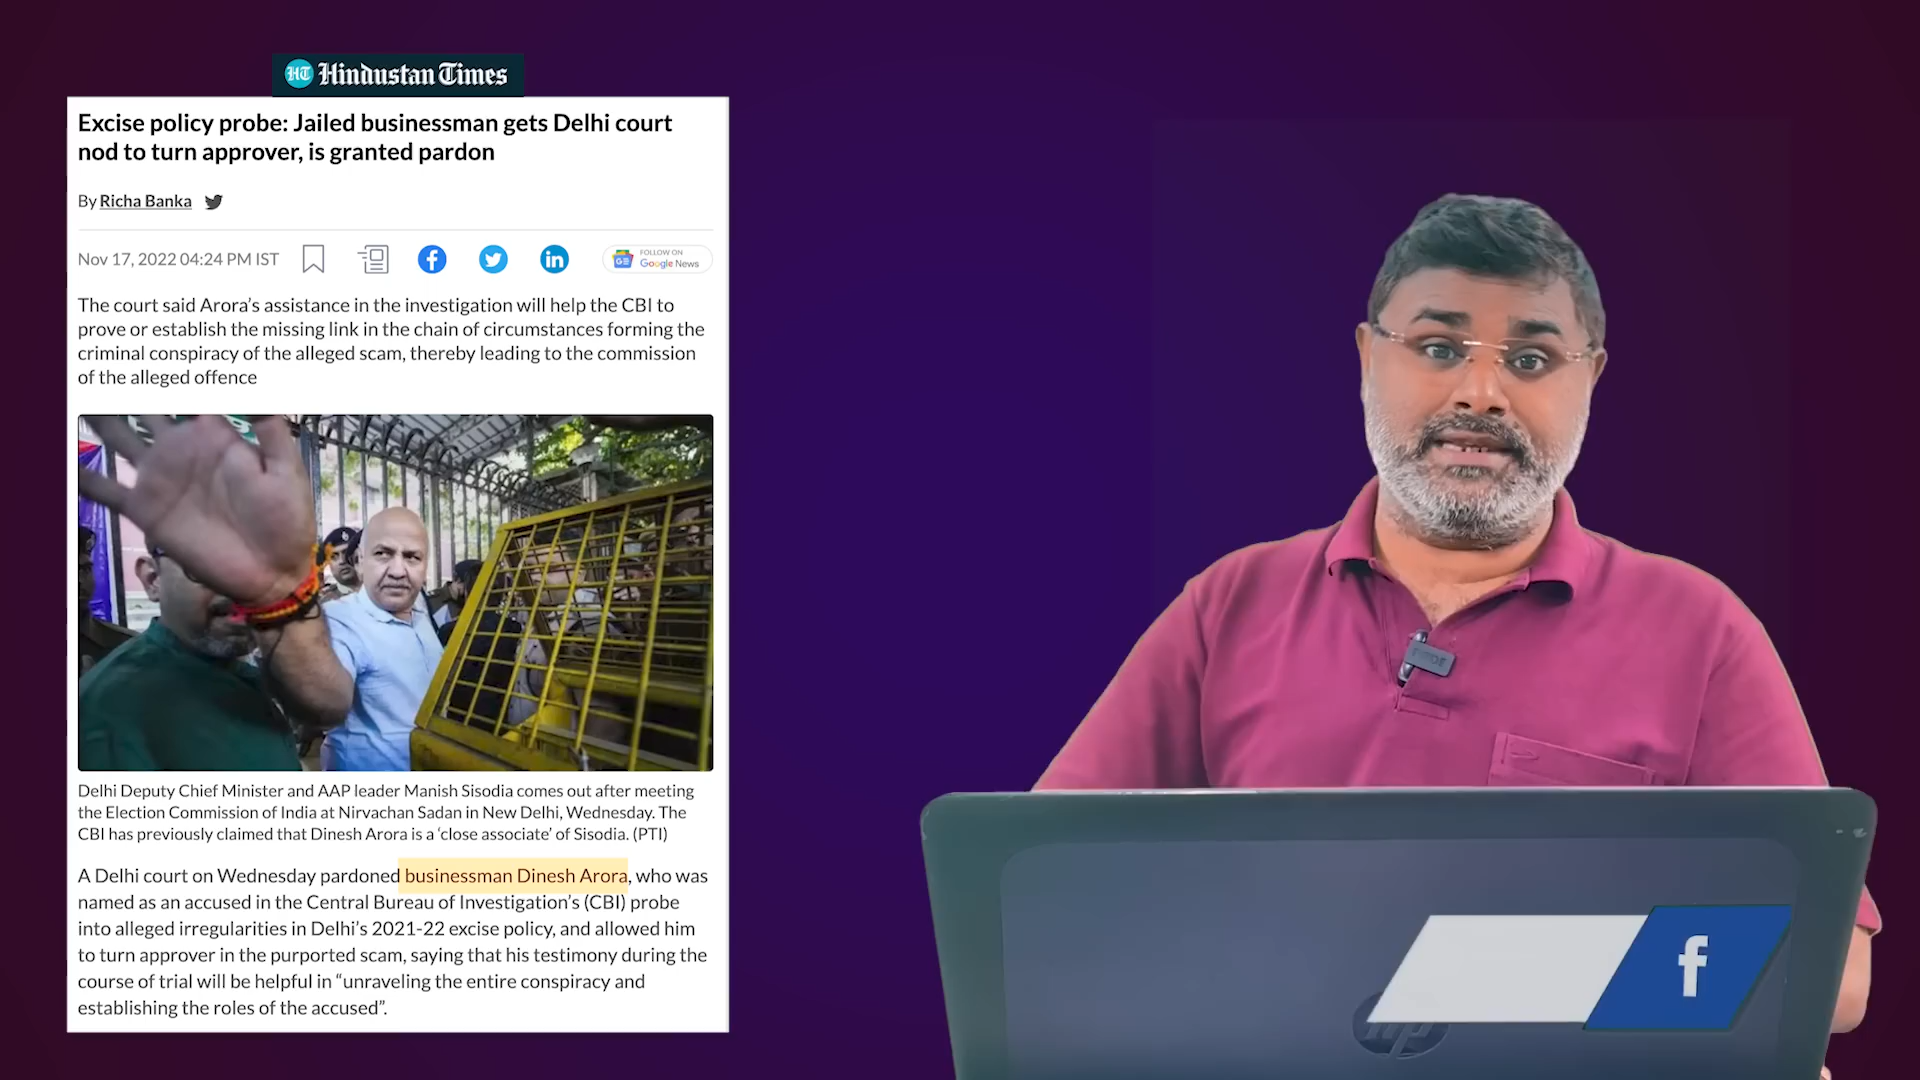 HT Hindustan Times
Excise policy probe: Jailed businessman gets Delhi court
nod to turn approver, is granted pardon
By Richa Banka
Nov 17, 2022 04:24 PM IST
FOLLOW ON
Google News
The court said Arora's assistance in the investigation will help the CBI to
prove or establish the missing link in the chain of circumstances forming the
criminal conspiracy of the alleged scam, thereby leading to the commission
of the alleged offence
Delhi Deputy Chief Minister and AAP leader Manish Sisodia comes out after meeting
the Election Commission of India at Nirvachan Sadan in New Delhi, Wednesday. The
CBI has previously claimed that Dinesh Arora is a ‘close associate’ of Sisodia. (PTI)
A Delhi court on Wednesday pardoned businessman Dinesh Arora, who was
named as an accused in the Central Bureau of Investigation's (CBI) probe
into alleged irregularities in Delhi's 2021-22 excise policy, and allowed him
to turn approver in the purported scam, saying that his testimony during the
course of trial will be helpful in “unraveling the entire conspiracy and
establishing the roles of the accused”.
f
hp